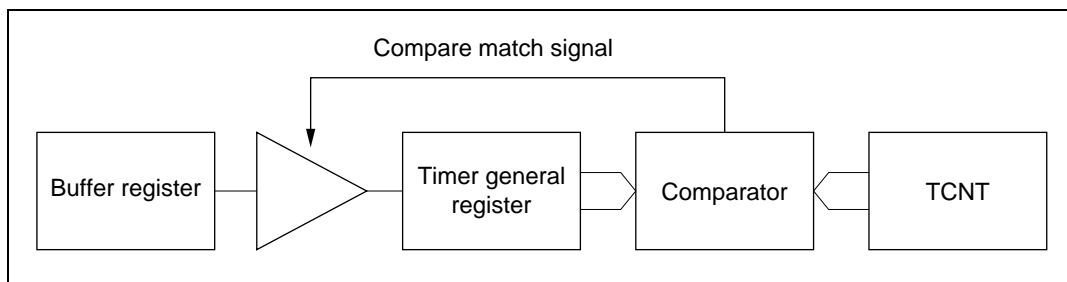 Compare match signal
Buffer register
Timer general
register
Comparator
TCNT